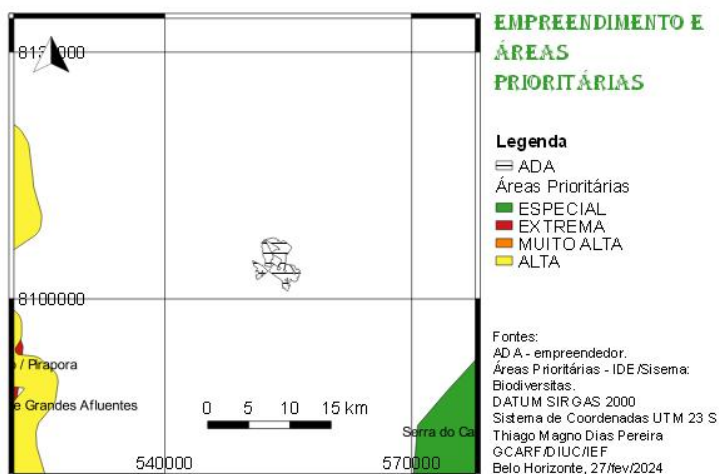 EMPREENDIMENTO E
ÁREAS
PRIORITÁRIAS
Legenda
ADA
Áreas Prioritárias
ESPECIAL
EXTREMA
MUITO ALTA
ALTA
8100000
/ Pirapora
e Grandes Afluentes
0 5 10 15 km
Serra do Ca
540000 570000
Fontes:
ADA - empreendedor.
Áreas Prioritárias - IDE/Sisema:
Biodiversitas.
DATUM SIRGAS 2000
Sistema de Coordenadas UTM 23 S
Thiago Magno Dias Pereira
GCARF/DIUC/IEF
Belo Horizonte, 27/fev/2024